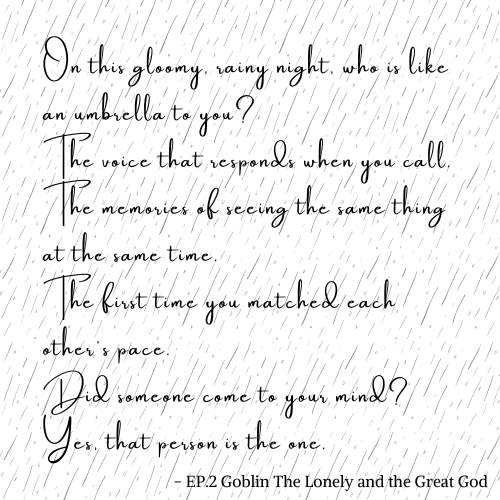 On this gloomy, rainy night, who is like
an umbrella to you?
The voice that responds when you call.
The memories of seeing the same thing
at the same time.
The first time you matched each
other's pace.
Did someone come to your mind?
Yes, that person is the one.
- EP.2 Goblin The Lonely and the Great God